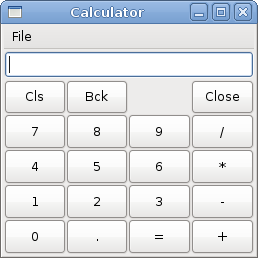 Calculator
File
Cls Bck Close
7 8 9 /
4 5 6 *
1 2 3 -
0 . = +